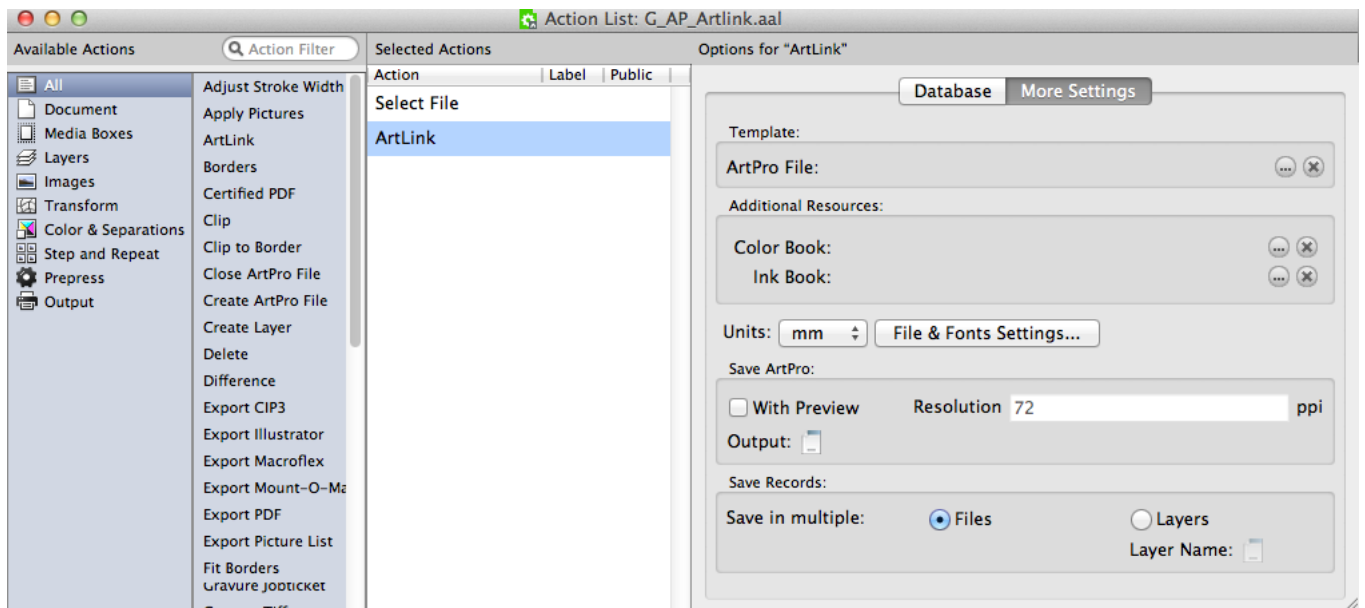 Action List: G_AP_Artlink.aal
Available Actions
Action Filter
Selected Actions
Options for "ArtLink"
All
Document
Media Boxes
Layers
Images
Transform
Color & Separations
Step and Repeat
Prepress
Output
Adjust Stroke Width
Apply Pictures
ArtLink
Borders
Certified PDF
Clip
Clip to Border
Close ArtPro File
Create ArtPro File
Create Layer
Delete
Difference
Export CIP3
Export Illustrator
Export Macroflex
Export Mount-O-Ma
Export PDF
Export Picture List
Fit Borders
Gravure Jobticket
Action Label Public
Select File
ArtLink
Database More Settings
Template:
ArtPro File:
Additional Resources:
Color Book:
Ink Book:
Units: mm File & Fonts Settings...
Save ArtPro:
With Preview Resolution 72 ppi
Output:
Save Records:
Save in multiple: Files Layers
Layer Name: